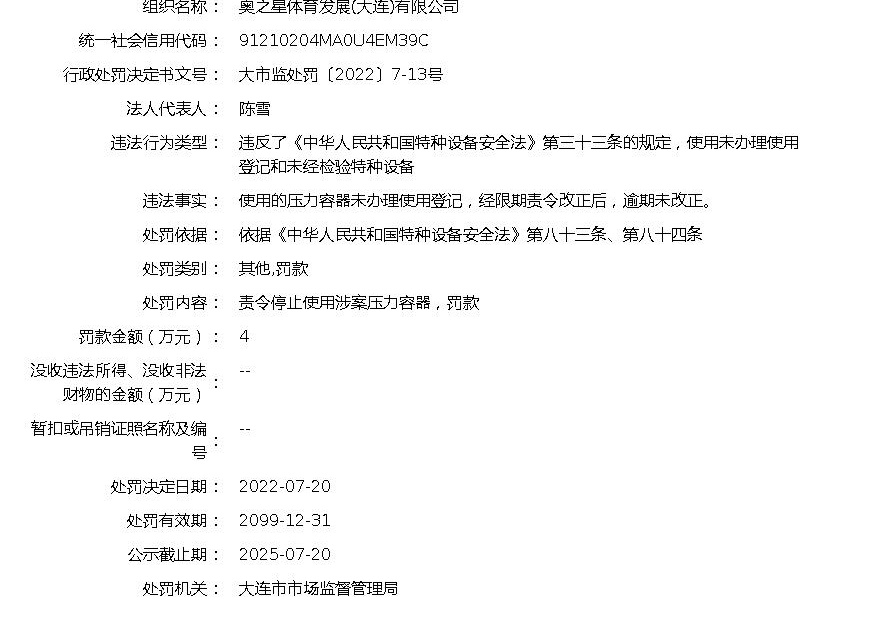 组织名称： 奥之星体育发展(大连)有限公司
统一社会信用代码： 91210204MA0U4EM39C
行政处罚决定书文号： 大市监处罚〔2022〕7-13号
法人代表人： 陈雪
违法行为类型： 违反了《中华人民共和国特种设备安全法》第三十三条的规定，使用未办理使用
登记和未经检验特种设备
违法事实： 使用的压力容器未办理使用登记，经限期责令改正后，逾期未改正。
处罚依据： 依据《中华人民共和国特种设备安全法》第八十三条、第八十四条
处罚类别： 其他,罚款
处罚内容： 责令停止使用涉案压力容器，罚款
罚款金额（万元）： 4
没收违法所得、没收非法
财物的金额（万元）： --
暂扣或吊销证照名称及编
号： --
处罚决定日期： 2022-07-20
处罚有效期： 2099-12-31
公示截止期： 2025-07-20
处罚机关： 大连市市场监督管理局